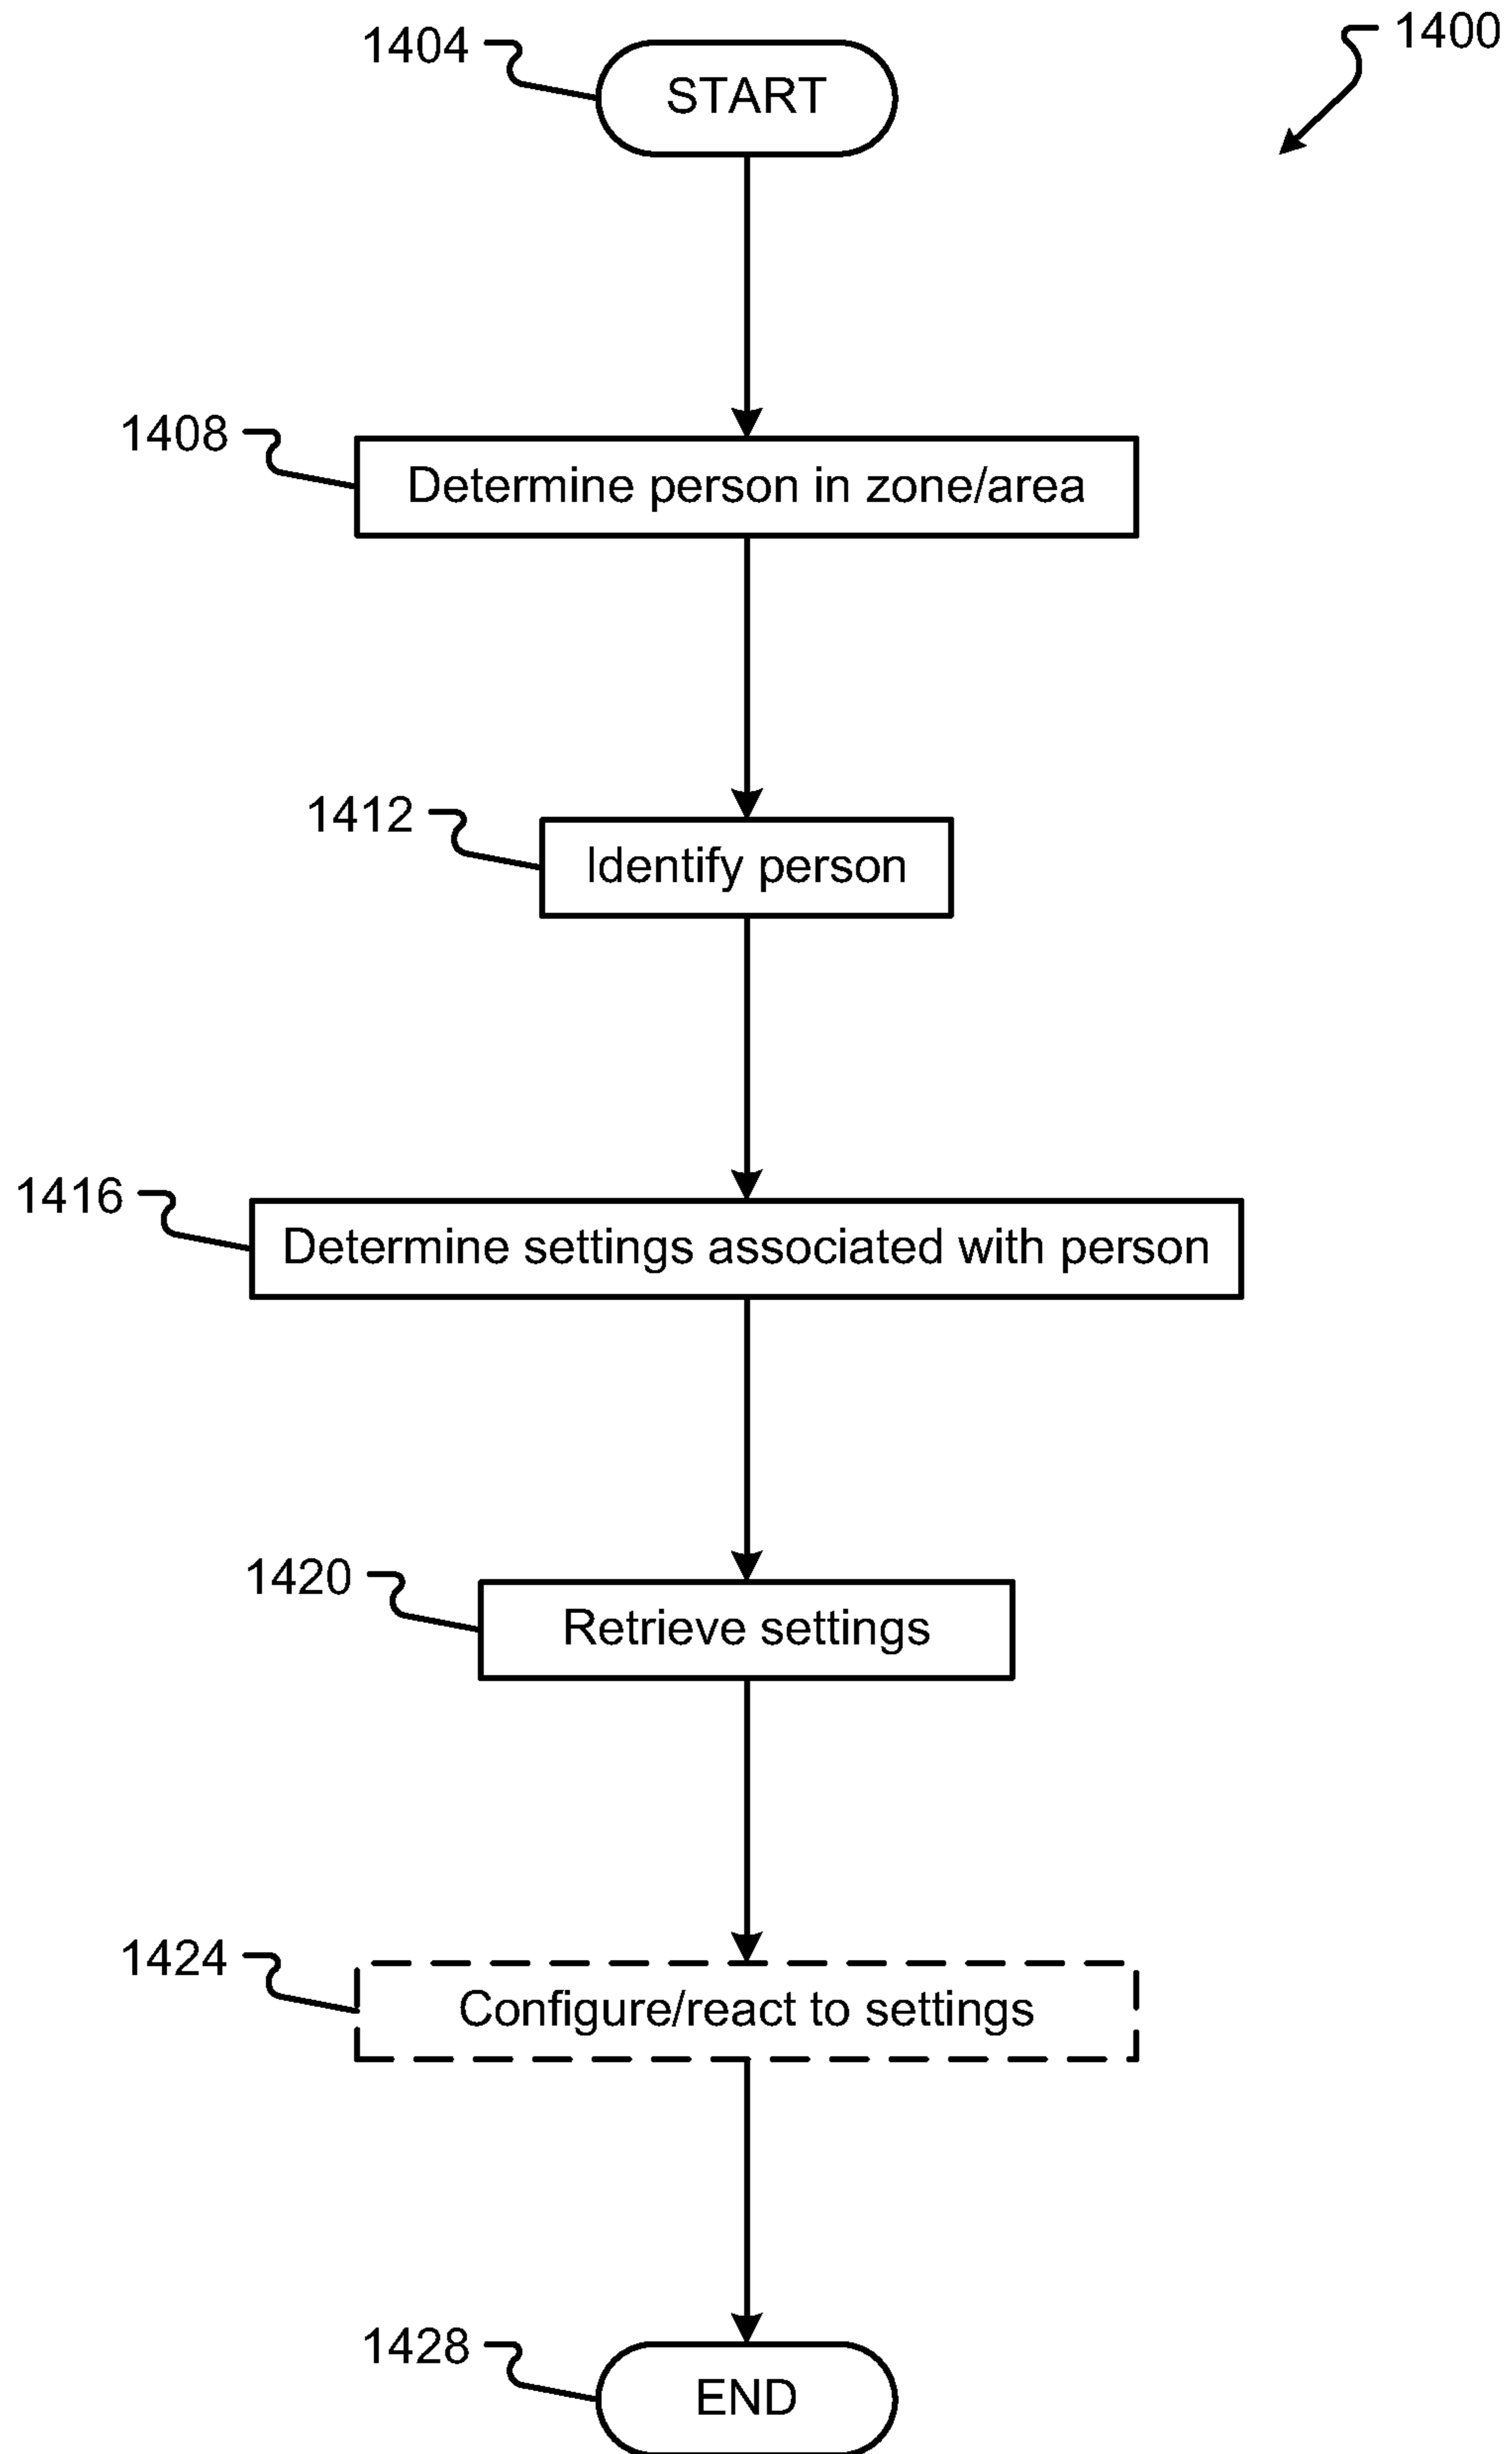 1400
1404
START
1408
Determine person in zone/area
1412
Identify person
1416
Determine settings associated with person
1420
Retrieve settings
1424
Configure/react to settings
1428
END